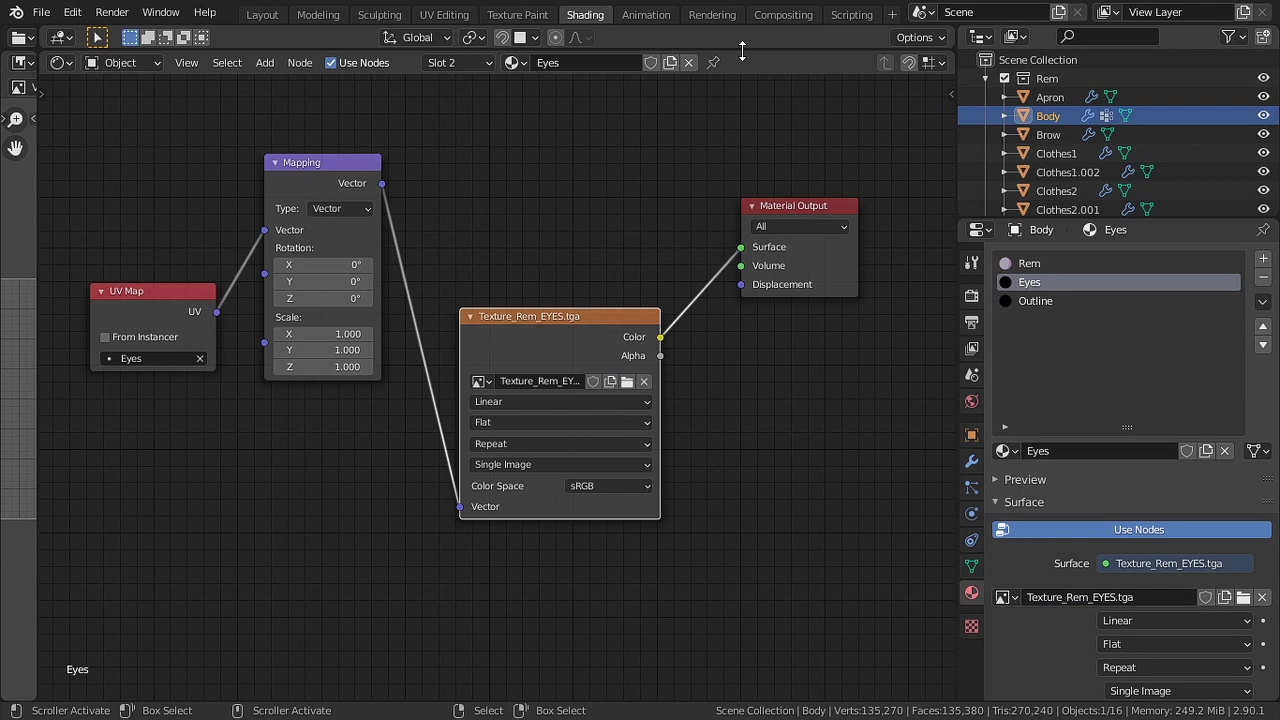 File Edit Render Window Help Layout Modeling Sculpting UV Editing Texture Paint Shading Animation Rendering Compositing Scripting + Scene View Layer
Global Options
Object View Select Add Node Use Nodes Slot 2 Eyes
Scene Collection
Rem
Apron
Body
Brow
Clothes1
Clothes1.002
Clothes2
Clothes2.001
Mapping
Vector
Type: Vector
Vector
Rotation:
X 0°
Y 0°
Z 0°
Scale:
X 1.000
Y 1.000
Z 1.000
UV Map
UV
From Instancer
Eyes
Texture_Rem_EYES.tga
Color
Alpha
Texture_Rem_EY...
Linear
Flat
Repeat
Single Image
Color Space sRGB
Vector
Material Output
All
Surface
Volume
Displacement
Body Eyes
Rem
Eyes
Outline
Eyes
Preview
Surface
Use Nodes
Surface Texture_Rem_EYES.tga
Texture_Rem_EYES.tga
Linear
Flat
Repeat
Single Image
Eyes
Scroller Activate Box Select Scroller Activate Select Box Select Scene Collection | Body | Verts:135,270 | Faces:135,380 | Tris:270,240 | Objects:1/16 | Memory: 249.2 MiB | 2.90.1